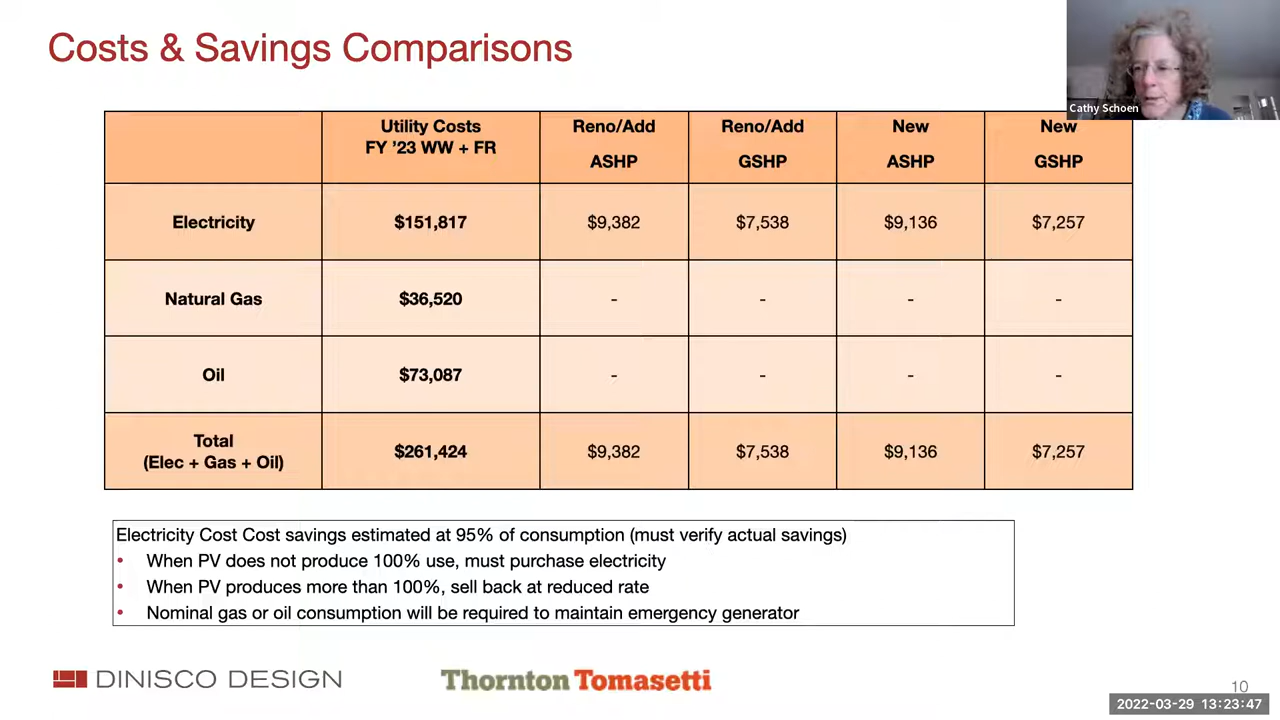 Costs & Savings Comparisons
Cathy Schoen
Utility Costs Reno/Add Reno/Add New New
FY ’23 WW + FR ASHP GSHP ASHP GSHP
Electricity $151,817 $9,382 $7,538 $9,136 $7,257
Natural Gas $36,520 - - - -
Oil $73,087 - - - -
Total
(Elec + Gas + Oil) $261,424 $9,382 $7,538 $9,136 $7,257
Electricity Cost Cost savings estimated at 95% of consumption (must verify actual savings)
• When PV does not produce 100% use, must purchase electricity
• When PV produces more than 100%, sell back at reduced rate
• Nominal gas or oil consumption will be required to maintain emergency generator
DINISCO DESIGN
Thornton Tomasetti
10
2022-03-29 13:23:47